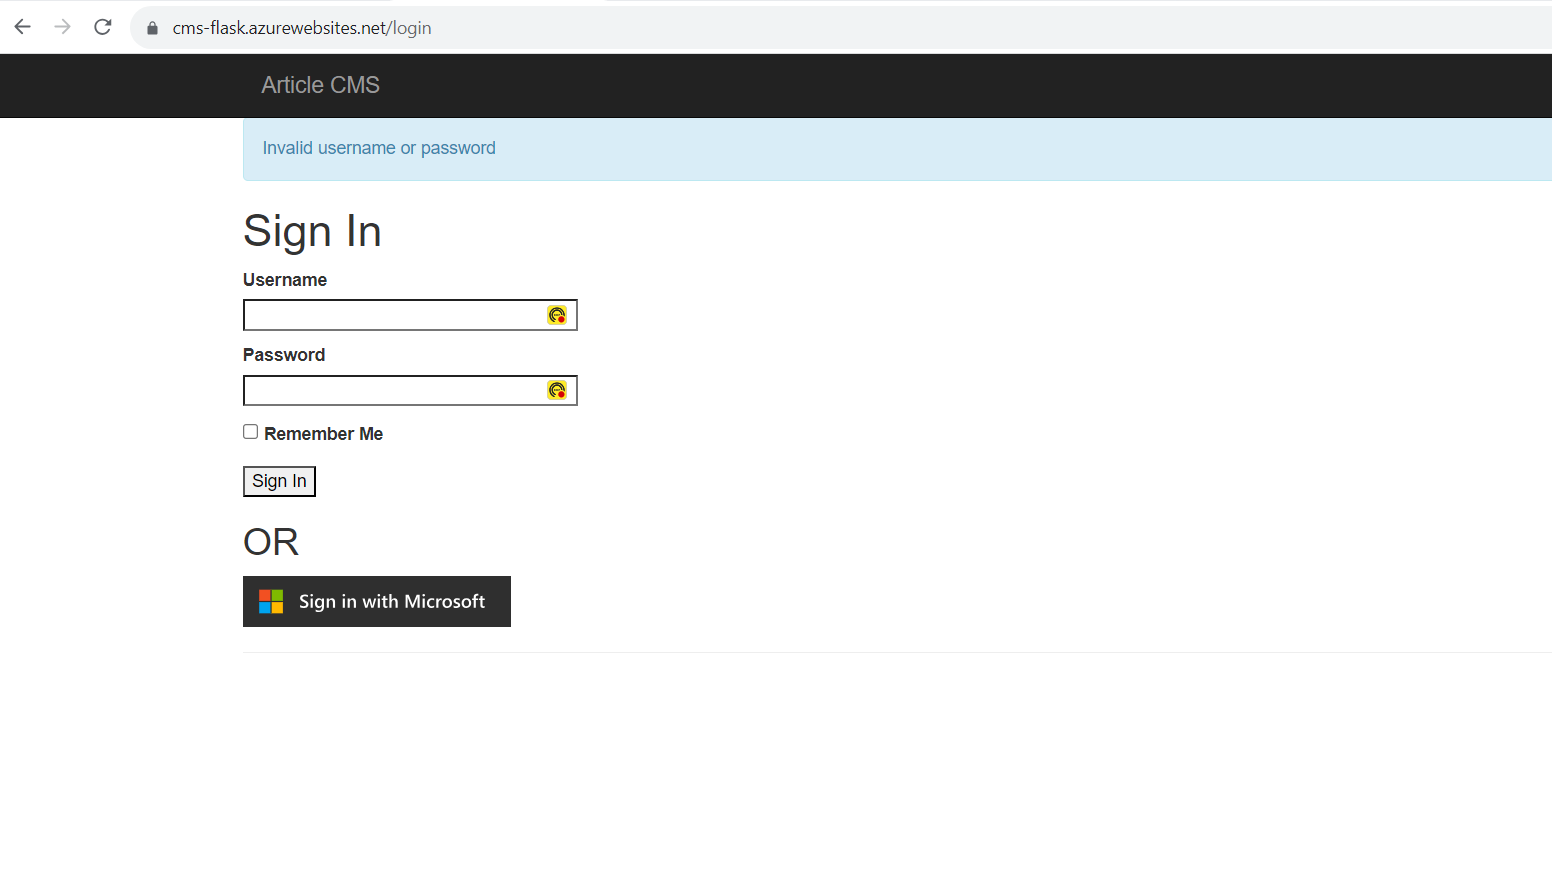 cms-flask.azurewebsites.net/login
Article CMS
Invalid username or password
Sign In
Username
Password
Remember Me
Sign In
OR
Sign in with Microsoft